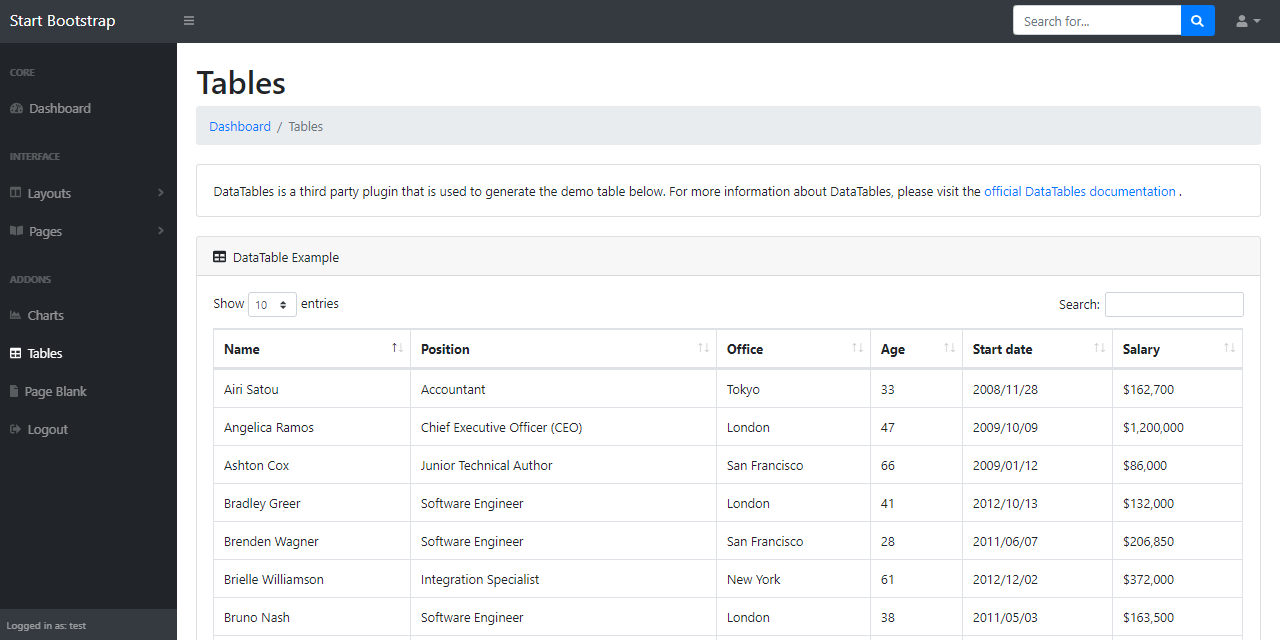 Start Bootstrap
Search for...
CORE
Dashboard
INTERFACE
Layouts
Pages
ADDONS
Charts
Tables
Page Blank
Logout
Logged in as: test
Tables
Dashboard / Tables
DataTables is a third party plugin that is used to generate the demo table below. For more information about DataTables, please visit the official DataTables documentation .
DataTable Example
Show 10 entries Search:
Name Position Office Age Start date Salary
Airi Satou Accountant Tokyo 33 2008/11/28 $162,700
Angelica Ramos Chief Executive Officer (CEO) London 47 2009/10/09 $1,200,000
Ashton Cox Junior Technical Author San Francisco 66 2009/01/12 $86,000
Bradley Greer Software Engineer London 41 2012/10/13 $132,000
Brenden Wagner Software Engineer San Francisco 28 2011/06/07 $206,850
Brielle Williamson Integration Specialist New York 61 2012/12/02 $372,000
Bruno Nash Software Engineer London 38 2011/05/03 $163,500